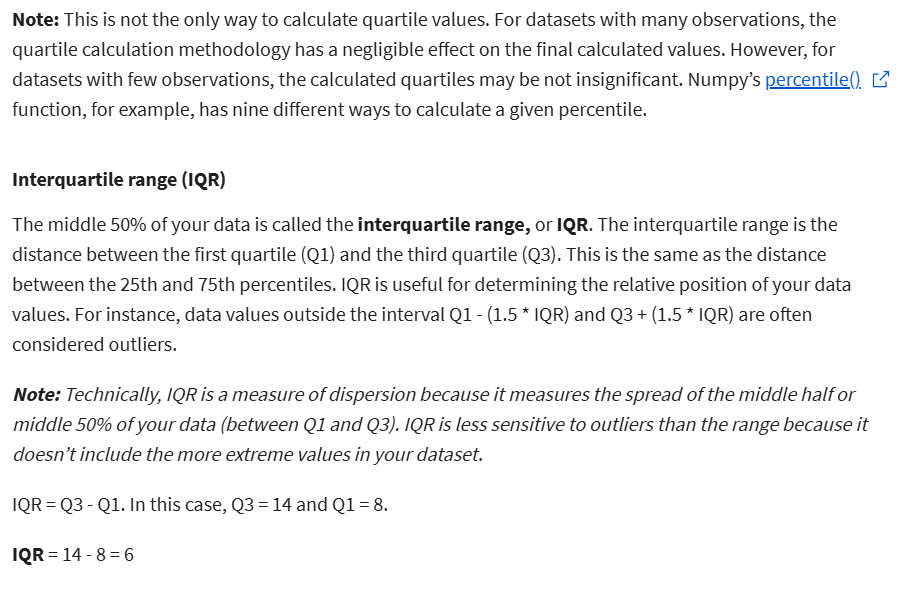 Note: This is not the only way to calculate quartile values. For datasets with many observations, the
quartile calculation methodology has a negligible effect on the final calculated values. However, for
datasets with few observations, the calculated quartiles may be not insignificant. Numpy’s percentile()
function, for example, has nine different ways to calculate a given percentile.
Interquartile range (IQR)
The middle 50% of your data is called the interquartile range, or IQR. The interquartile range is the
distance between the first quartile (Q1) and the third quartile (Q3). This is the same as the distance
between the 25th and 75th percentiles. IQR is useful for determining the relative position of your data
values. For instance, data values outside the interval Q1 - (1.5 * IQR) and Q3 + (1.5 * IQR) are often
considered outliers.
Note: Technically, IQR is a measure of dispersion because it measures the spread of the middle half or
middle 50% of your data (between Q1 and Q3). IQR is less sensitive to outliers than the range because it
doesn’t include the more extreme values in your dataset.
IQR = Q3 - Q1. In this case, Q3 = 14 and Q1 = 8.
IQR = 14 - 8 = 6